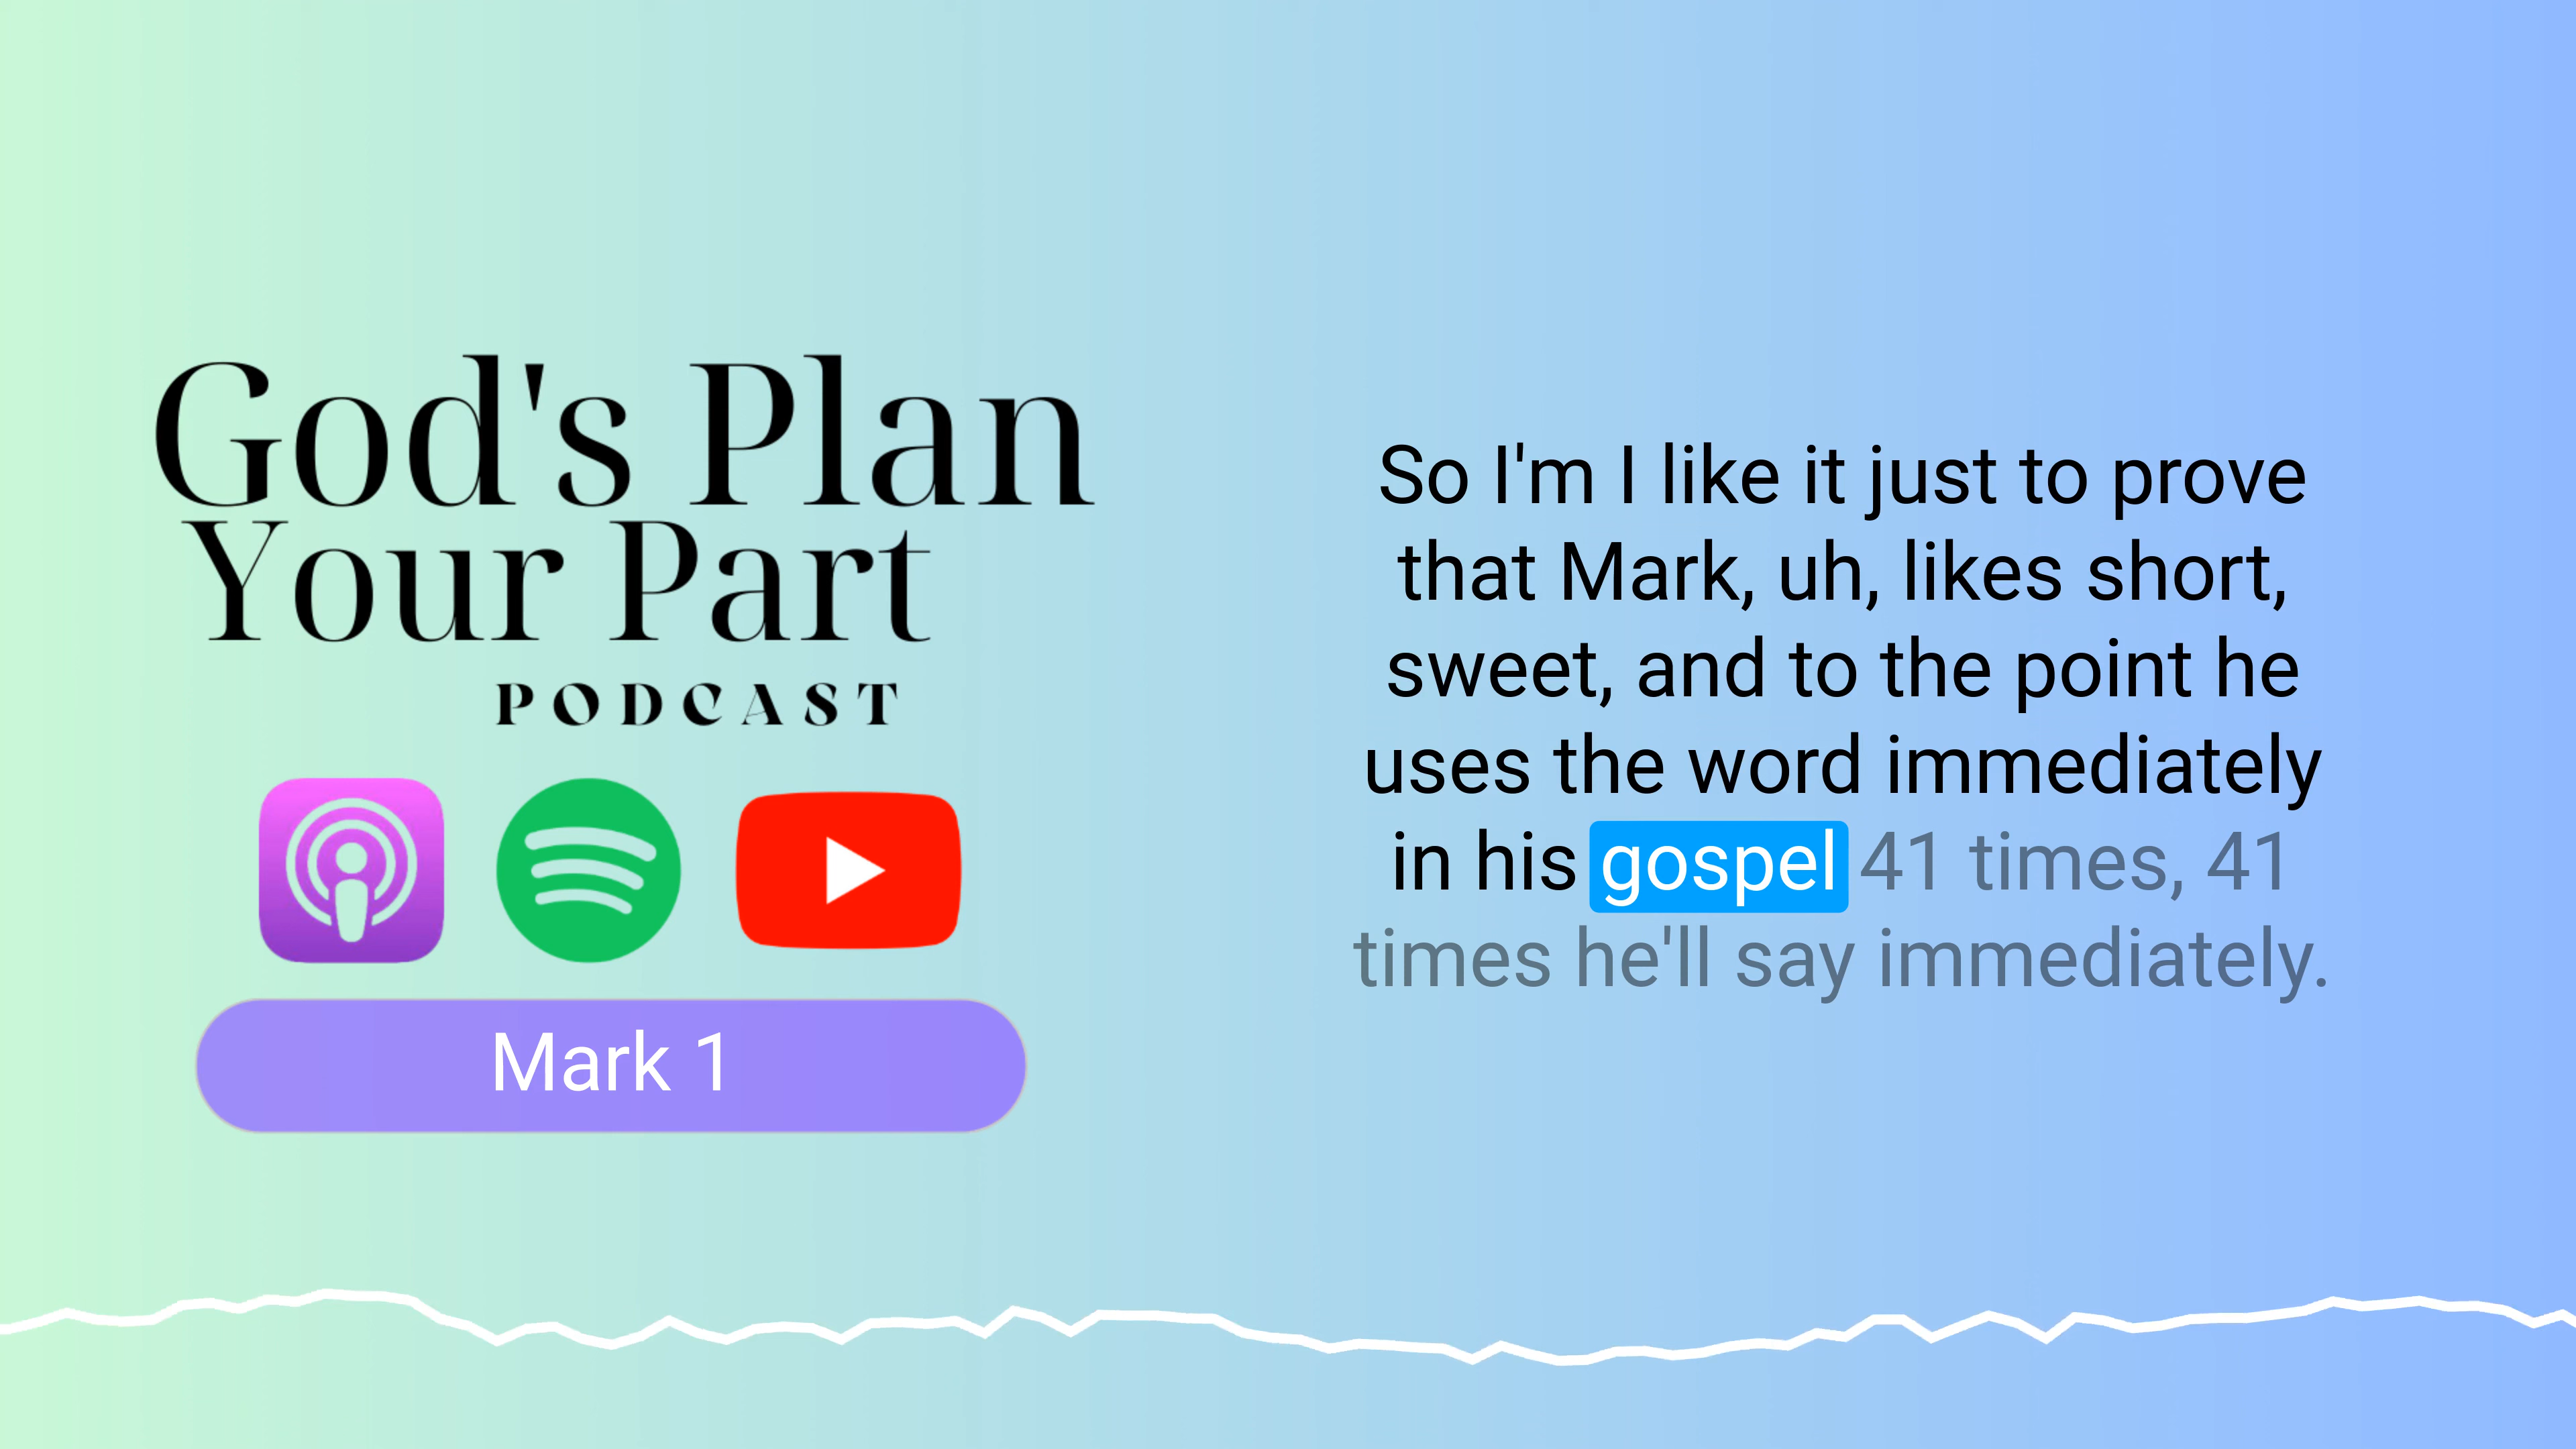 God's Plan
Your Part
PODCAST
Mark 1
So I'm I like it just to prove
that Mark, uh, likes short,
sweet, and to the point he
uses the word immediately
in his gospel 41 times, 41
times he'll say immediately.